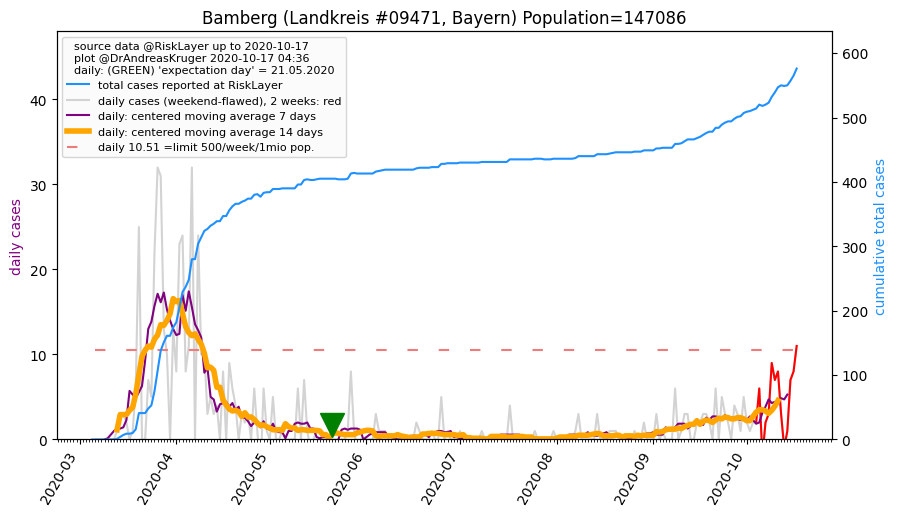 Bamberg (Landkreis #09471, Bayern) Population=147086
source data @RiskLayer up to 2020-10-17
plot @DrAndreasKruger 2020-10-17 04:36
daily: (GREEN) 'expectation day' = 21.05.2020
total cases reported at RiskLayer
daily cases (weekend-flawed), 2 weeks: red
daily: centered moving average 7 days
daily: centered moving average 14 days
daily 10.51 =limit 500/week/1mio pop.
daily cases
40
30
20
10
0
cumulative total cases
600
500
400
300
200
100
0
2020-03
2020-04
2020-05
2020-06
2020-07
2020-08
2020-09
2020-10